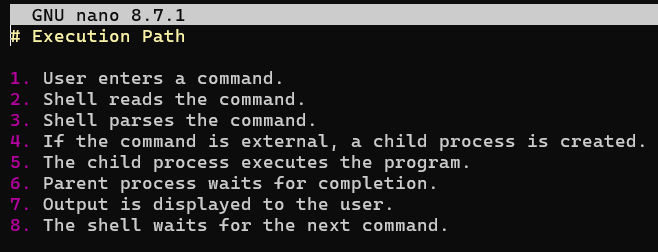 GNU nano 8.7.1
# Execution Path
1. User enters a command.
2. Shell reads the command.
3. Shell parses the command.
4. If the command is external, a child process is created.
5. The child process executes the program.
6. Parent process waits for completion.
7. Output is displayed to the user.
8. The shell waits for the next command.